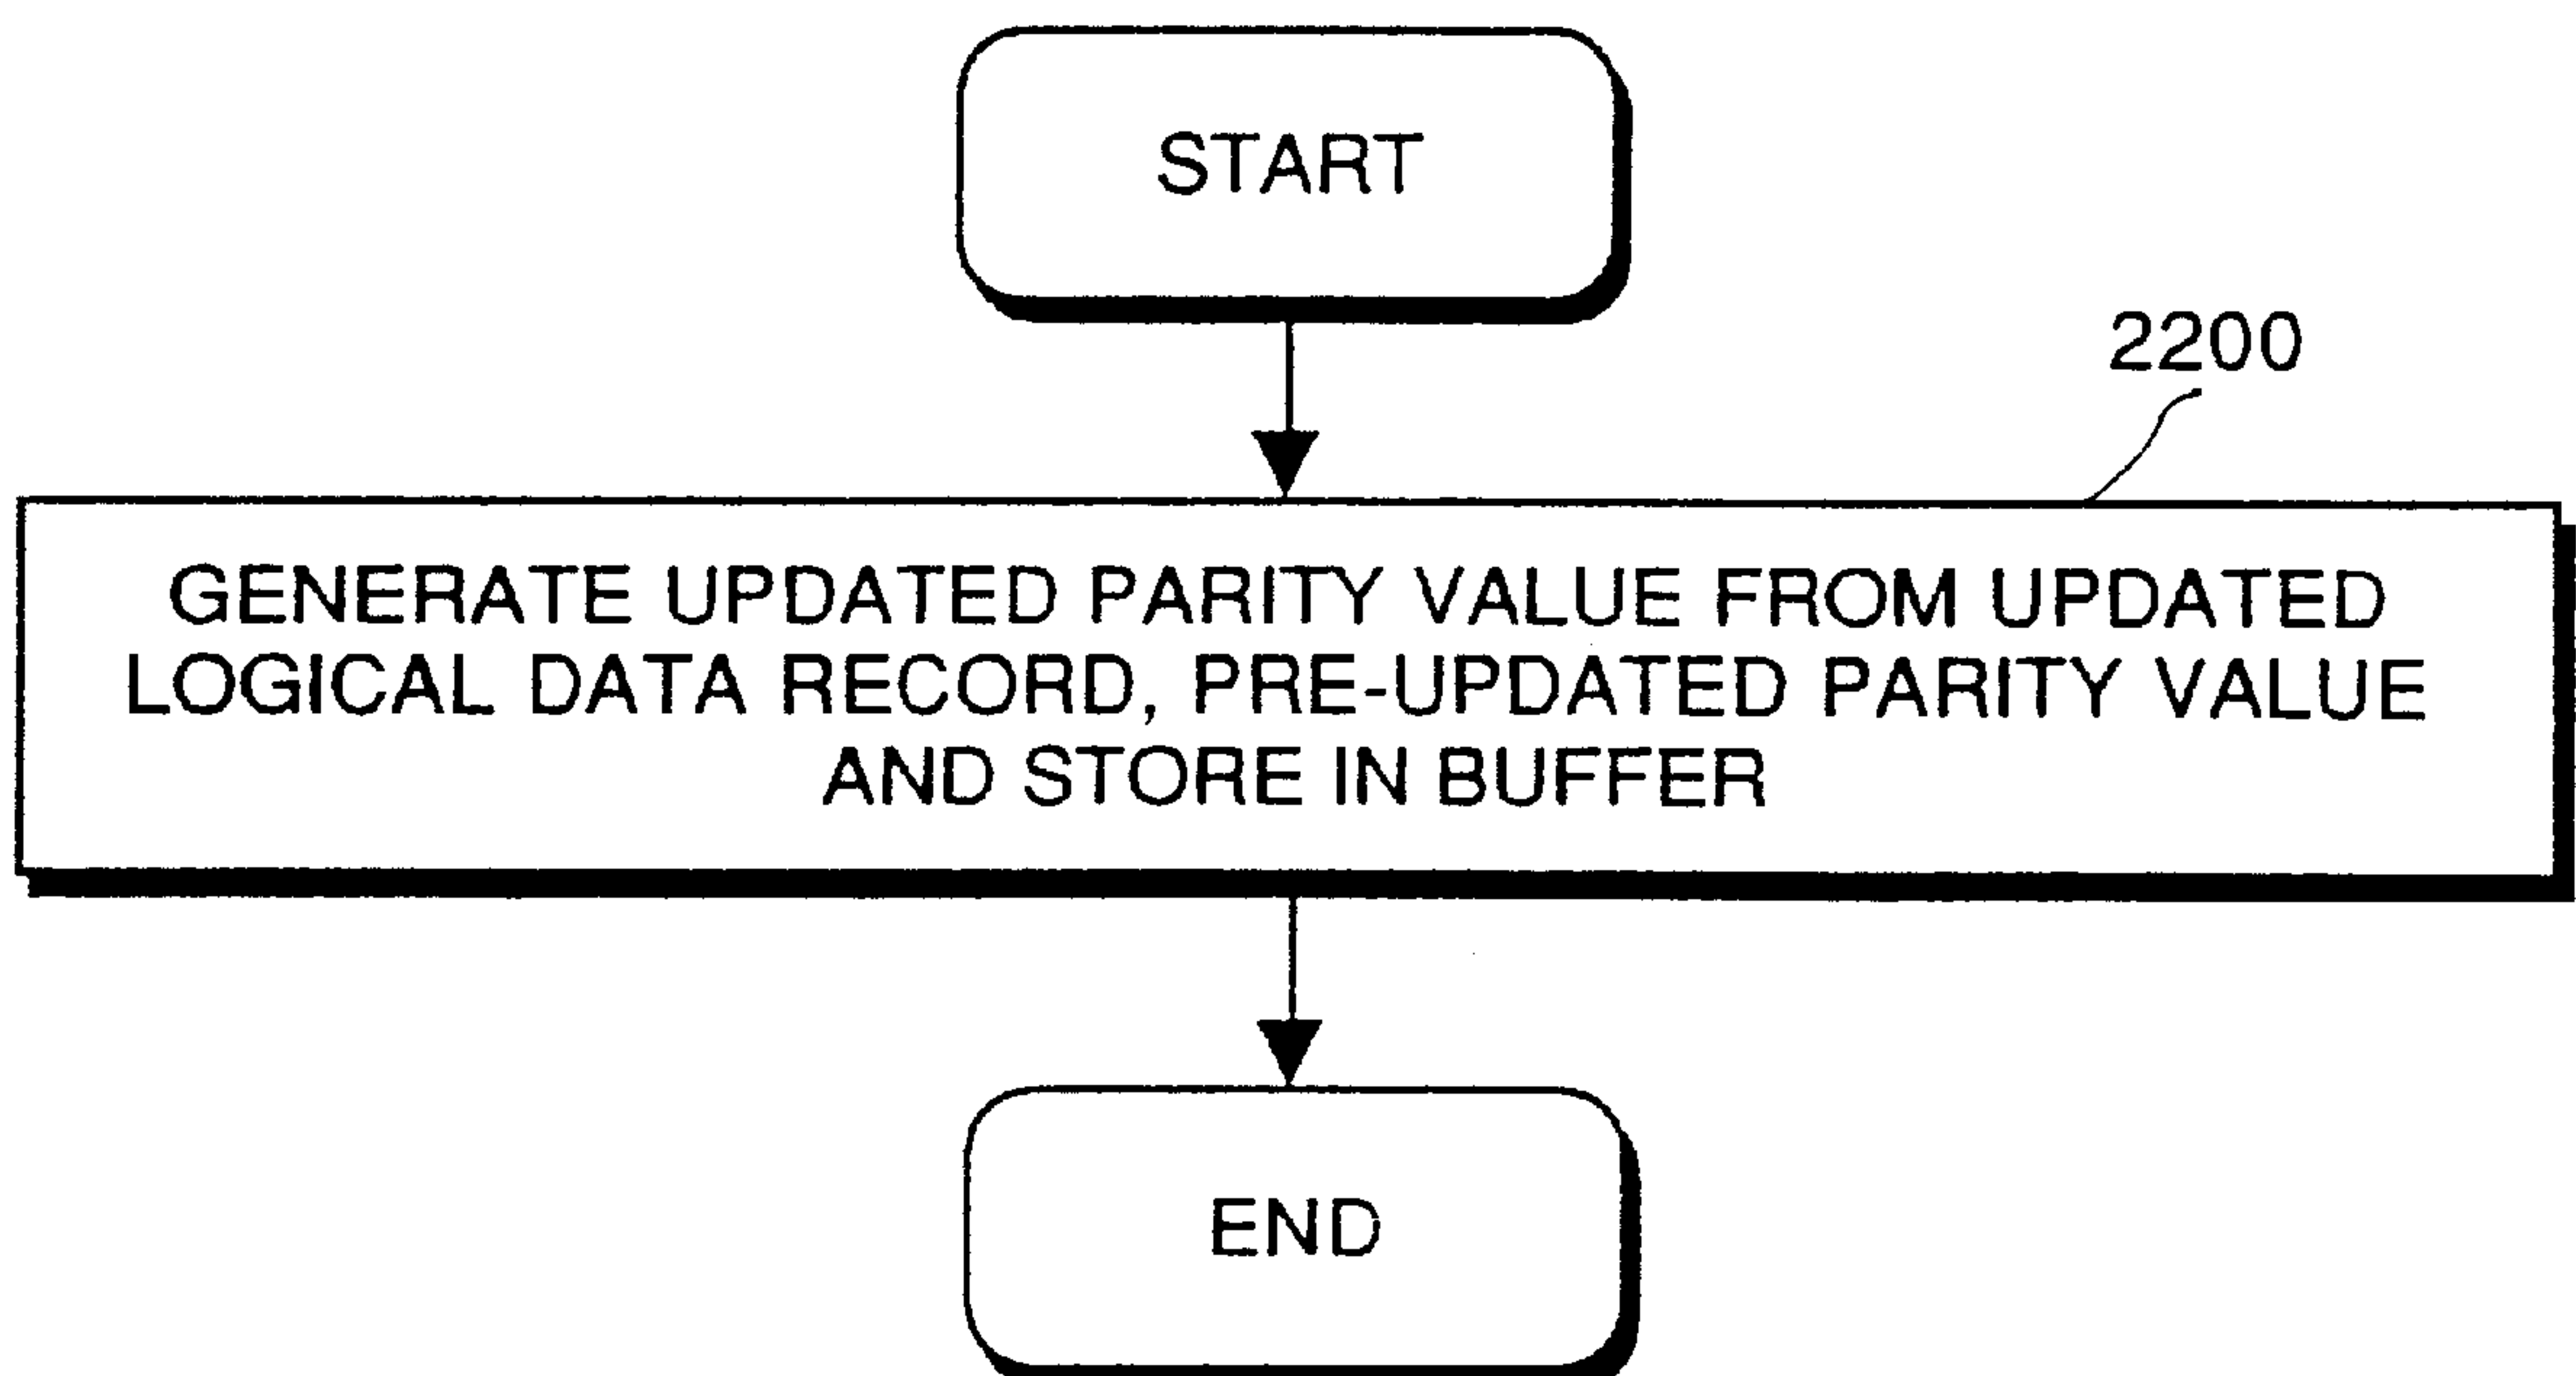 START
2200
GENERATE UPDATED PARITY VALUE FROM UPDATED
LOGICAL DATA RECORD, PRE-UPDATED PARITY VALUE
AND STORE IN BUFFER
END